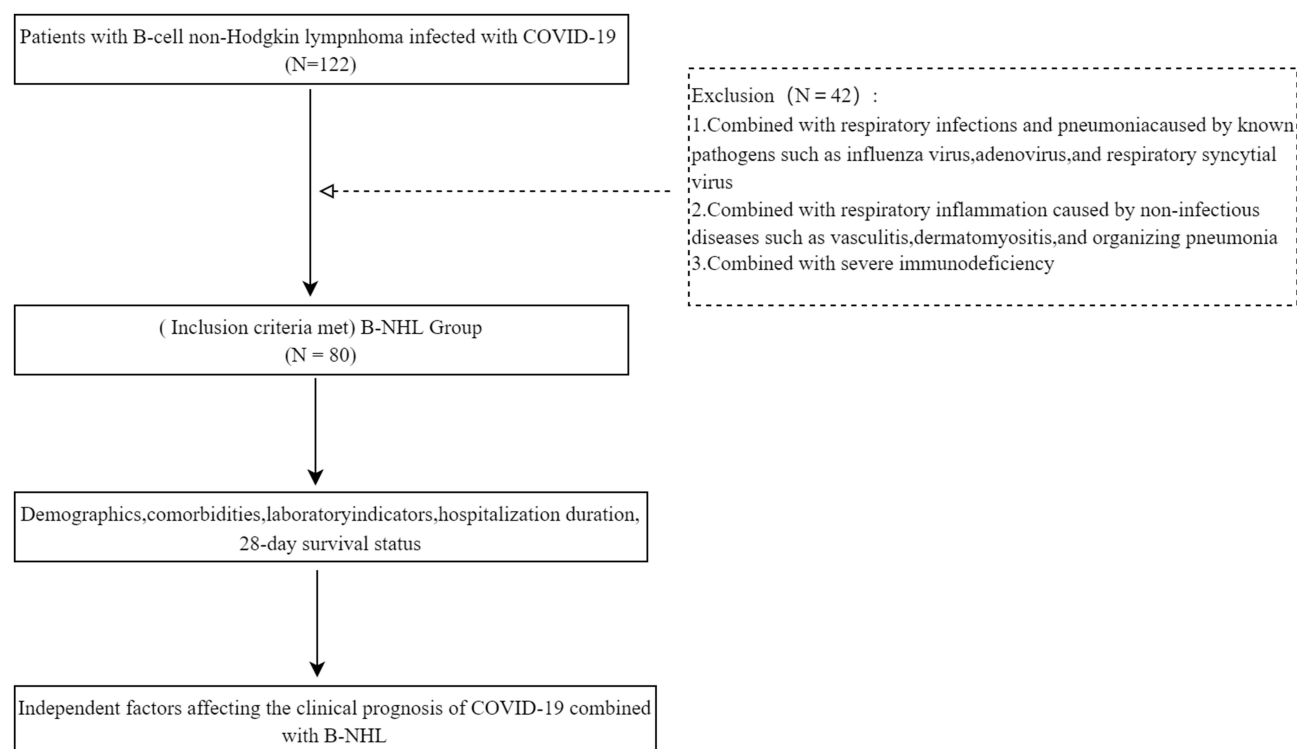 Patients with B-cell non-Hodgkin lympnhoma infected with COVID-19
(N=122)
Exclusion（N = 42）:
1.Combined with respiratory infections and pneumoniacaused by known
pathogens such as influenza virus,adenovirus,and respiratory syncytial
virus
2.Combined with respiratory inflammation caused by non-infectious
diseases such as vasculitis,dermatomyositis,and organizing pneumonia
3.Combined with severe immunodeficiency
( Inclusion criteria met) B-NHL Group
(N = 80)
Demographics,comorbidities,laboratoryindicators,hospitalization duration,
28-day survival status
Independent factors affecting the clinical prognosis of COVID-19 combined
with B-NHL